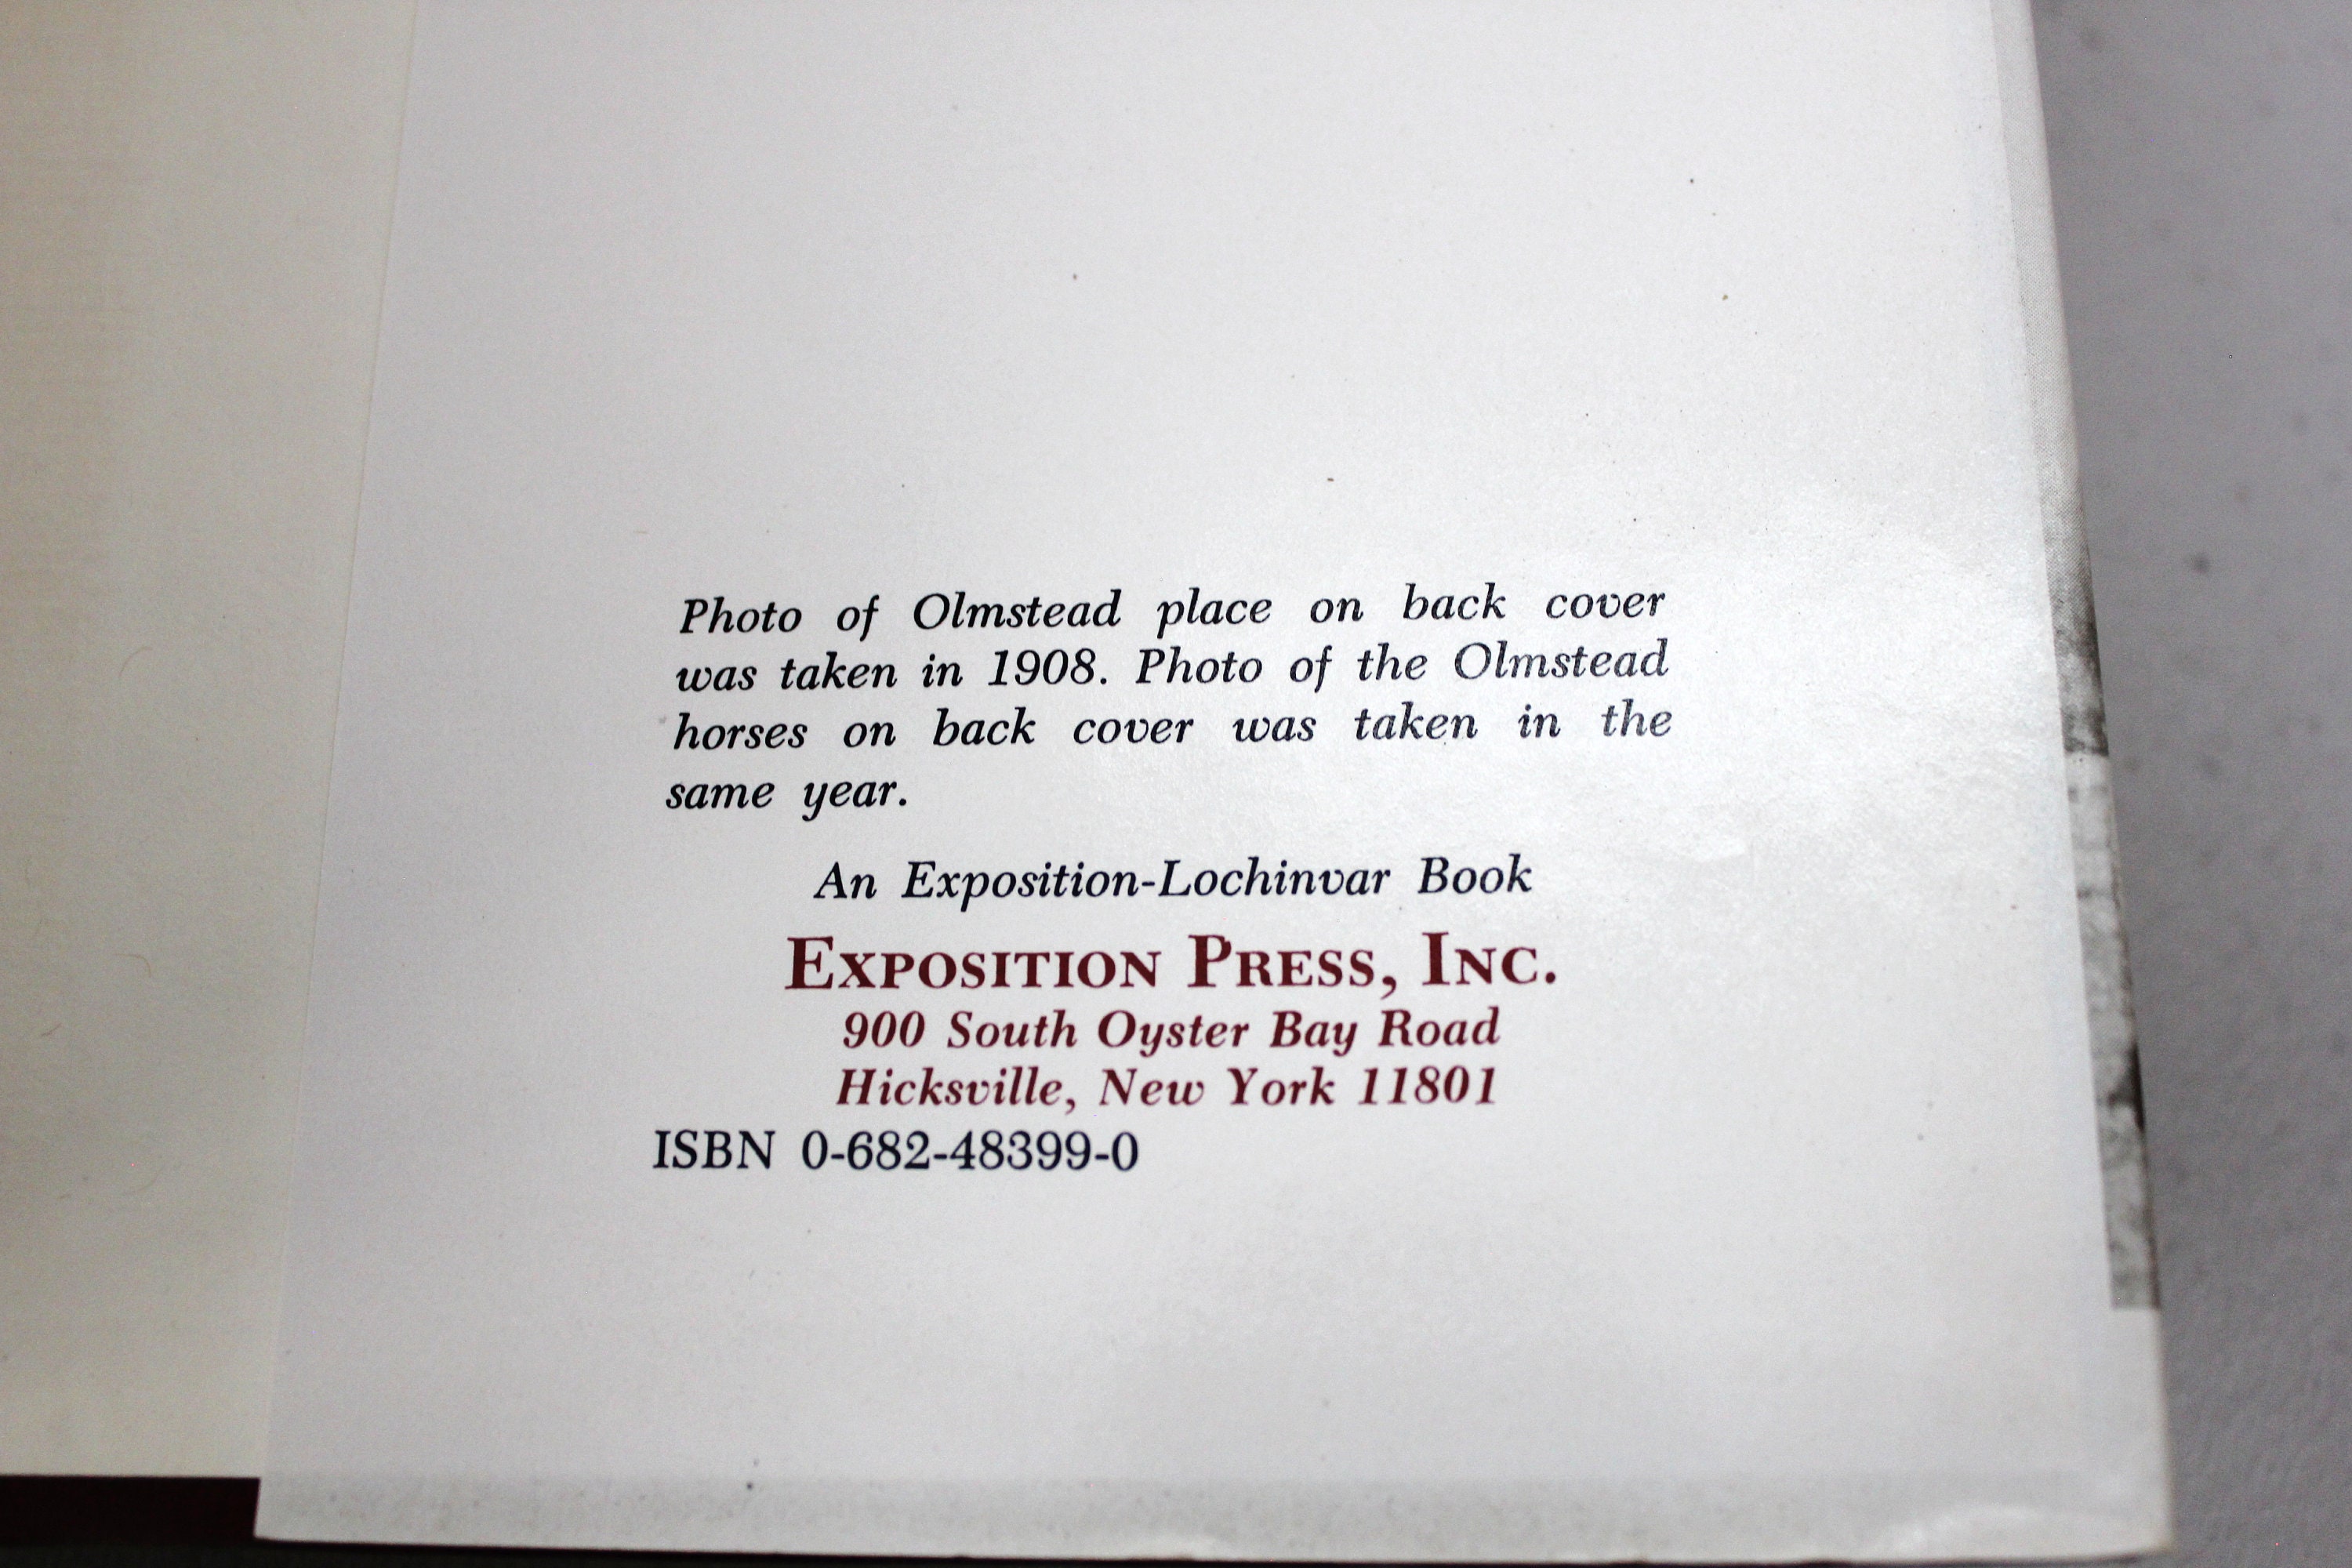 Photo of Olmstead place on back cover
was taken in 1908. Photo of the Olmstead
horses on back cover was taken in the
same year.
An Exposition-Lochinvar Book
EXPOSITION PRESS, INC.
900 South Oyster Bay Road
Hicksville, New York 11801
ISBN 0-682-48399-0